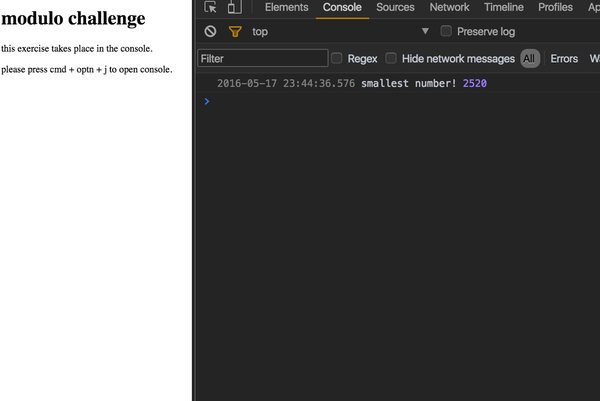 modulo challenge
this exercise takes place in the console.
please press cmd + optn + j to open console.
Elements Console Sources Network Timeline Profiles Ap
top Preserve log
Filter Regex Hide network messages All Errors Wa
2016-05-17 23:44:36.576 smallest number! 2520
>